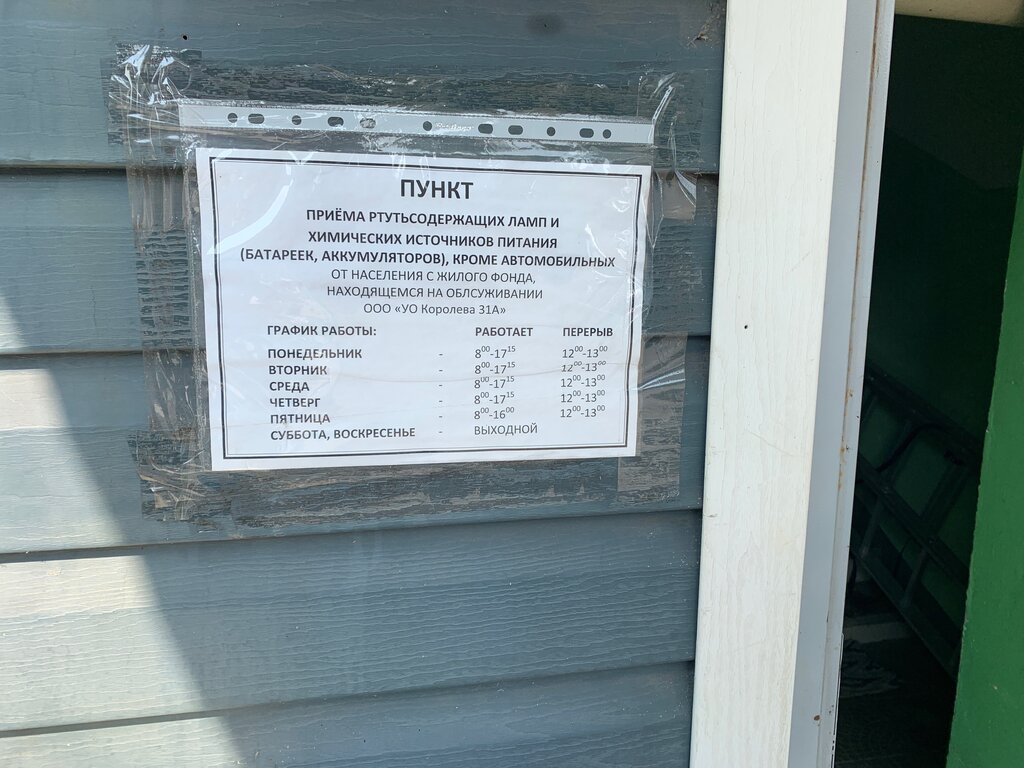 ПУНКТ
ПРИЁМА РТУТЬСОДЕРЖАЩИХ ЛАМП И
ХИМИЧЕСКИХ ИСТОЧНИКОВ ПИТАНИЯ
(БАТАРЕЕК, АККУМУЛЯТОРОВ), КРОМЕ АВТОМОБИЛЬНЫХ
ОТ НАСЕЛЕНИЯ С ЖИЛОГО ФОНДА,
НАХОДЯЩЕМСЯ НА ОБЛСУЖИВАНИИ
ООО «УО Королева 31А»
ГРАФИК РАБОТЫ: РАБОТАЕТ ПЕРЕРЫВ
ПОНЕДЕЛЬНИК - 8⁰⁰-17¹⁵ 12⁰⁰-13⁰⁰
ВТОРНИК - 8⁰⁰-17¹⁵ 12⁰⁰-13⁰⁰
СРЕДА - 8⁰⁰-17¹⁵ 12⁰⁰-13⁰⁰
ЧЕТВЕРГ - 8⁰⁰-17¹⁵ 12⁰⁰-13⁰⁰
ПЯТНИЦА - 8⁰⁰-16⁰⁰ 12⁰⁰-13⁰⁰
СУББОТА, ВОСКРЕСЕНЬЕ - ВЫХОДНОЙ